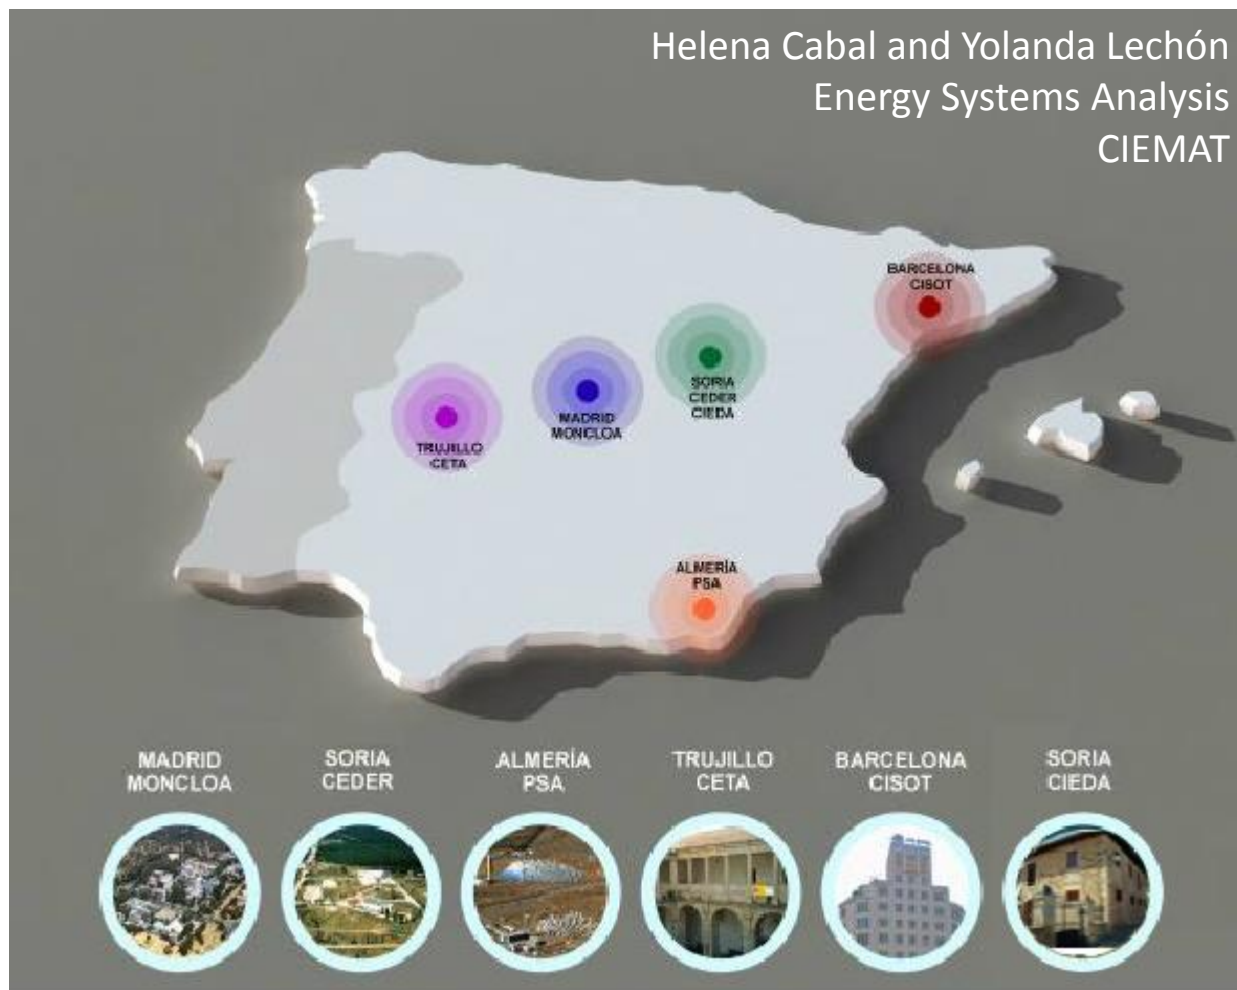 Helena Cabal and Yolanda Lechón
Energy Systems Analysis
CIEMAT
BARCELONA
CISOT
SORIA
CEDER
CIEDA
MADRID
MONCLOA
TRUJILLO
CETA
ALMERÍA
PSA
MADRID
MONCLOA
SORIA
CEDER
ALMERÍA
PSA
TRUJILLO
CETA
BARCELONA
CISOT
SORIA
CIEDA